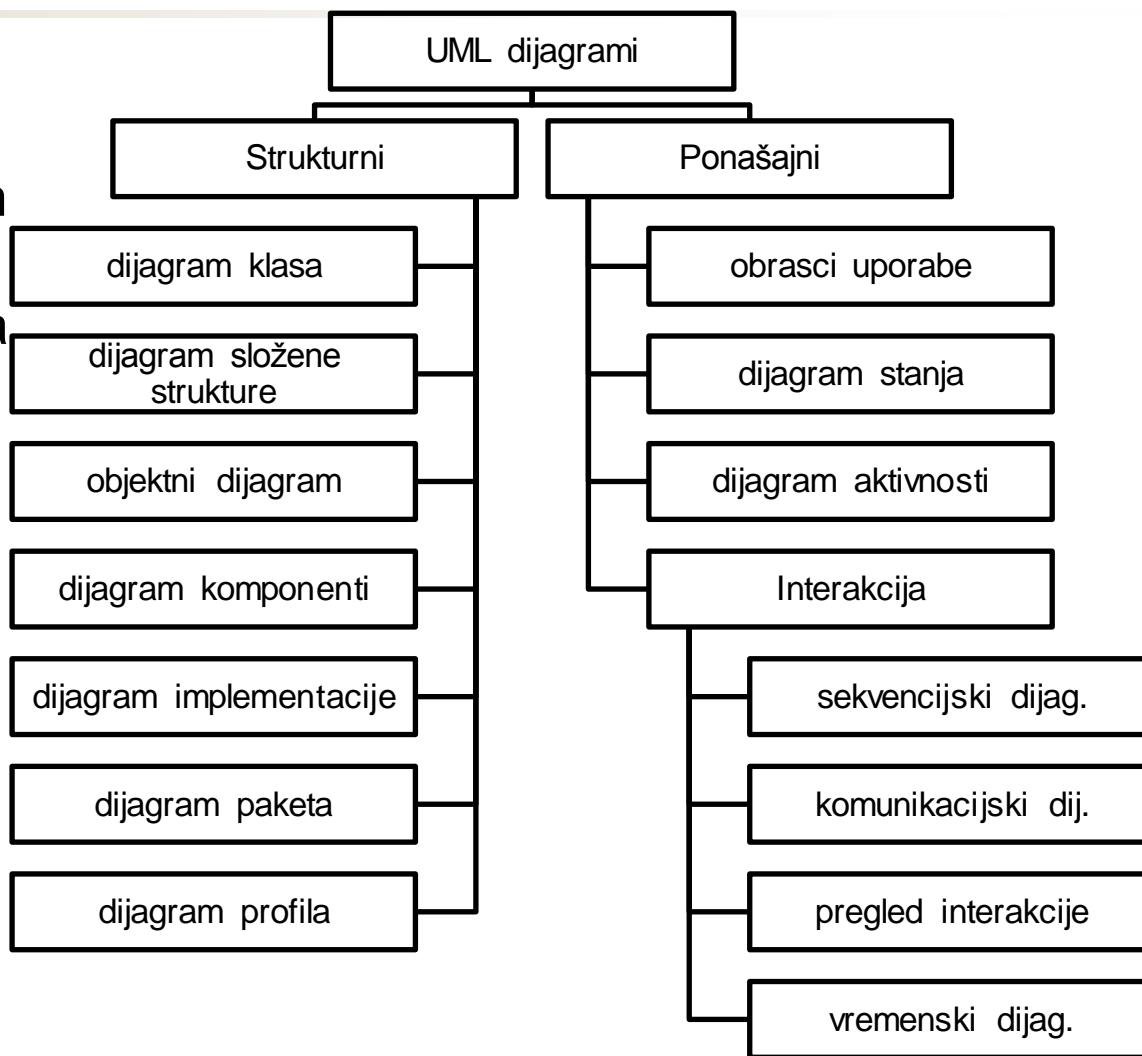 UML dijagrami
Strukturni
dijagram klasa
dijagram složene
strukture
objektni dijagram
dijagram komponenti
dijagram implementacije
dijagram paketa
dijagram profila
Ponašajni
obrasci uporabe
dijagram stanja
dijagram aktivnosti
Interakcija
sekvencijski dijag.
komunikacijski dij.
pregled interakcije
vremenski dijag.